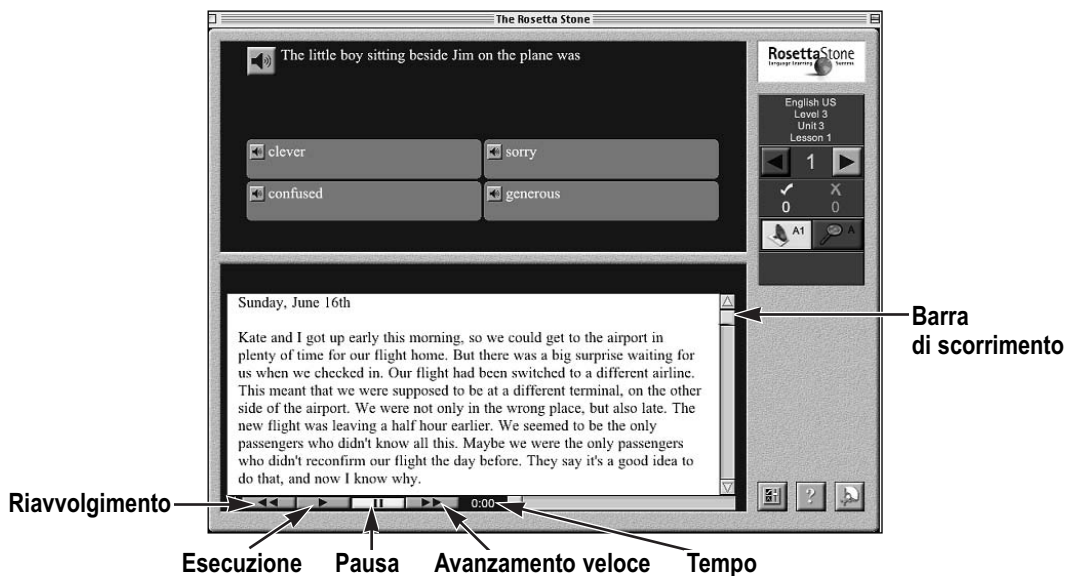 The Rosetta Stone
The little boy sitting beside Jim on the plane was
clever
sorry
confused
generous
RosettaStone
Language Learning Success
English US
Level 3
Unit 3
Lesson 1
1
0 0
A1 A
Sunday, June 16th
Kate and I got up early this morning, so we could get to the airport in
plenty of time for our flight home. But there was a big surprise waiting for
us when we checked in. Our flight had been switched to a different airline.
This meant that we were supposed to be at a different terminal, on the other
side of the airport. We were not only in the wrong place, but also late. The
new flight was leaving a half hour earlier. We seemed to be the only
passengers who didn't know all this. Maybe we were the only passengers
who didn't reconfirm our flight the day before. They say it's a good idea to
do that, and now I know why.
0:00
?
Barra
di scorrimento
Riavvolgimento
Esecuzione
Pausa
Avanzamento veloce
Tempo